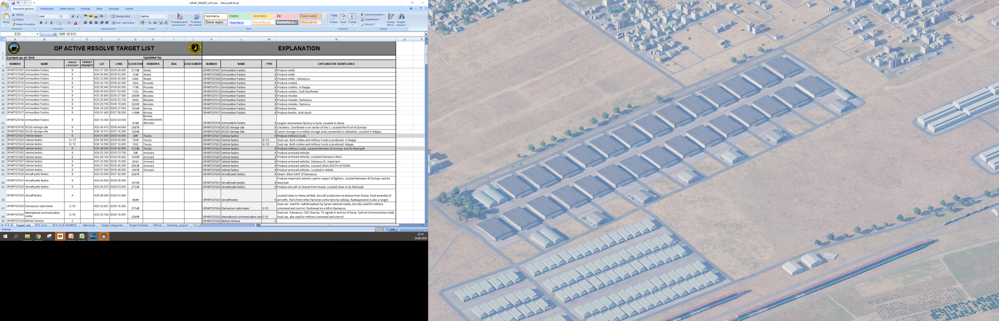 OPAR_TARGET_LIST.xlsx - Microsoft Excel
Narzędzia główne Wstawianie Układ strony Formuły Dane Recenzja Widok
Wklej Wytnij Kopiuj Malarz formatów Schowek
Arial 9 Czcionka
Zawijaj tekst Scal i wyśrodkuj Wyrównanie
Ogólne Liczba
Formatowanie warunkowe Formatuj jako tabelę
Normalny Dobre Neutralne Złe Dane wejśc...
Dane wyjśc... Hiperłącze Komórka po Komórka z... Obliczenia
Style
Wstaw Usuń Format Komórki
Autosumowanie Wypełnienie Wyczyść Sortuj i filtruj Znajdź i zaznacz Edycja
E23 fx N36 10.513
A B C D E F G H I J K L M N O P
1 OP ACTIVE RESOLVE TARGET LIST EXPLANATION
2 Current as of: D+0 Updated by:
3 NUMBER NAME TARGET CATEGORY TARGET PRIORITY LAT LONG ELEVATION REMARKS BDA ASSESSMENT NUMBER NAME TYPE EXPLANATION /SIGNIFICANCE
10 OPARTGT007 Ammunition Factory 9 N33 37.300 E036 29.000 2119ft Shells OPARTGT007 Ammunition Factory 9 Produce shells
11 OPARTGT008 Ammunition Factory 9 N34 54.800 E035 54.200 154ft Shells OPARTGT008 Ammunition Factory 9 Produce shells
12 OPARTGT009 Ammunition Factory 9 N33 33.900 E036 20.000 2484 Shells OPARTGT009 Ammunition Factory 9 Produce shells - Damascus
13 OPARTGT010 Ammunition Factory 9 N34 43.100 E036 42.400 1654 Rockets OPARTGT010 Ammunition Factory 9 Produce rockets
14 OPARTGT011 Ammunition Factory 9 N35 56.400 E039 00.500 774ft Rockets OPARTGT011 Ammunition Factory 9 Produce rockets. In Raqqa
15 OPARTGT012 Ammunition Factory 9 N36 04.500 E037 54.500 1152 Rockets OPARTGT012 Ammunition Factory 9 Produce rockets. Jirah Southwest
16 OPARTGT013 Ammunition Factory 9 N33 36.800 E036 27.500 2060ft Missiles OPARTGT013 Ammunition Factory 9 Produce missiles
17 OPARTGT014 Ammunition Factory 9 N33 26.900 E036 23.700 2096 Missiles OPARTGT014 Ammunition Factory 9 Produce missiles. Damascus
18 OPARTGT015 Ammunition Factory 9 N33 29.700 E036 19.200 2205ft Missiles OPARTGT015 Ammunition Factory 9 Produce missiles. Damscus.
19 OPARTGT016 Ammunition Factory 9 N34 39.220 E036 37.650 1634ft Bombs OPARTGT016 Ammunition Factory 9 Produce bombs
20 OPARTGT017 Ammunition Factory 9 N36 01.400 E037 58.200 1198ft Bombs OPARTGT017 Ammunition Factory 9 Produce bombs. Jirah south
21 OPARTGT018 Ammunition Factory 9 N35 10.300 E036 43.600 879ft Bombs /Rockets/shells /Missiles OPARTGT018 Ammunition Factory 9 Largest ammunition factory in Syria. Located in Hama
22 OPARTGT019 SCUD storage site 9 N33 40.412 E036 44.684 2687ft OPARTGT019 SCUD storage site 9 3 bunkers. Coordinate is on center of the 3. Located North of Al-Dumayr
23 OPARTGT020 SCUD storage site 9 N36 10.513 E037 16.266 1204ft OPARTGT020 SCUD storage site 9 Covert storage in a civilian storage area connected to railstation. Located in Aleppo.
24 OPARTGT021 Vehicle factory 9 N34 51.000 E035 54.500 89ft Trucks OPARTGT021 Vehicle factory 9 Produce military trucks
25 OPARTGT022 Vehicle factory 9 / 13 N35 58.500 E039 00.800 791ft Trucks OPARTGT022 Vehicle factory 9 / 13 Dual use. Both civilian and military trucks is produced. In Raqqa
26 OPARTGT023 Vehicle factory 9 / 13 N36 12.500 E037 10.200 1352 Trucks OPARTGT023 Vehicle factory 9 / 13 Dual use. Both civilian and military trucks is produced. Aleppo
27 OPARTGT024 Vehicle factory 9 N33 48.000 E036 40.900 2733ft Trucks OPARTGT024 Vehicle factory 9 Produce military trucks. Located between Al Dumayr and An Nasiriyah
28 OPARTGT025 Vehicle factory 9 N34 52.300 E035 53.700 30ft Armored OPARTGT025 Vehicle factory 9 Produce armored vehicles
29 OPARTGT026 Vehicle factory 9 N33 29.100 E036 05.800 3245ft Armored OPARTGT026 Vehicle factory 9 Produce armored vehicles. Located Damascus West.
30 OPARTGT027 Vehicle factory 9 N33 32.000 E036 15.000 2644 Armored OPARTGT027 Vehicle factory 9 Produce armored vehicles. Damacus N. Important
31 OPARTGT028 Vehicle factory 9 N34 21.200 E036 46.300 2943ft Armored OPARTGT028 Vehicle factory 9 Produce armored vehicles. Located 20nm SOUTH of HOMS
32 OPARTGT029 Vehicle factory 9 N35 07.600 E036 48.000 1007ft Armored OPARTGT029 Vehicle factory 9 Produce armored vehicles. Located in HAMA.
33 OPARTGT030 Aircraft parts factory 9 N33 43.000 E037 02.500 2287ft OPARTGT030 Aircraft parts factory 9 Desert 30nm EAST of Damascus
34 OPARTGT031 Aircraft parts factory 9 N33 44.600 E036 36.000 3012ft OPARTGT031 Aircraft parts factory 9 Produce important avionics used in repairs of fighters. Located between Al Dumayr and An Nasiriyah
35 OPARTGT032 Aircraft parts factory 9 N33 54.075 E036 53.054 2733ft OPARTGT032 Aircraft parts factory 9 Produce aircraft on license from Russia. Located close to An Nasiriyah
36 OPARTGT033 Aircraft factory 9 N35 08.000 E036 43.900 984ft OPARTGT033 Aircraft factory 9 Located close to Hama airfield. Aircraft production on license from Russia. Final assembly of aircrafts. Parts from other factories come here by railway. Railwaystation is also a target.
37 OPARTGT034 Damascus radio tower 2 /12 N33 32.021 E036 16.383 3714ft OPARTGT034 Damascus radio tower 2 /12 Dual use. Used for radiobroadcast by Syrian national media, but also used for military command and control. Positioned on a hill in Damascus
38 OPARTGT035 International communication center 2 /12 N33 30.742 E036 16.697 2260ft OPARTGT035 International communication cen 2 /12 Dual use. Damascus. CDE close by. TV signals in and out of Syria. Central Communication node. Dual use, also used for military command and control
39 OPARTGT036 Minhak Airbase 3 OPARTGT036 Minhak Airbase 3
Target List JPTL D+X JPTL D+X EXAMPLE Risk levels Target Categories Target Priorities Effects Example_support
Gotowy 96%
22:12
24.08.2020